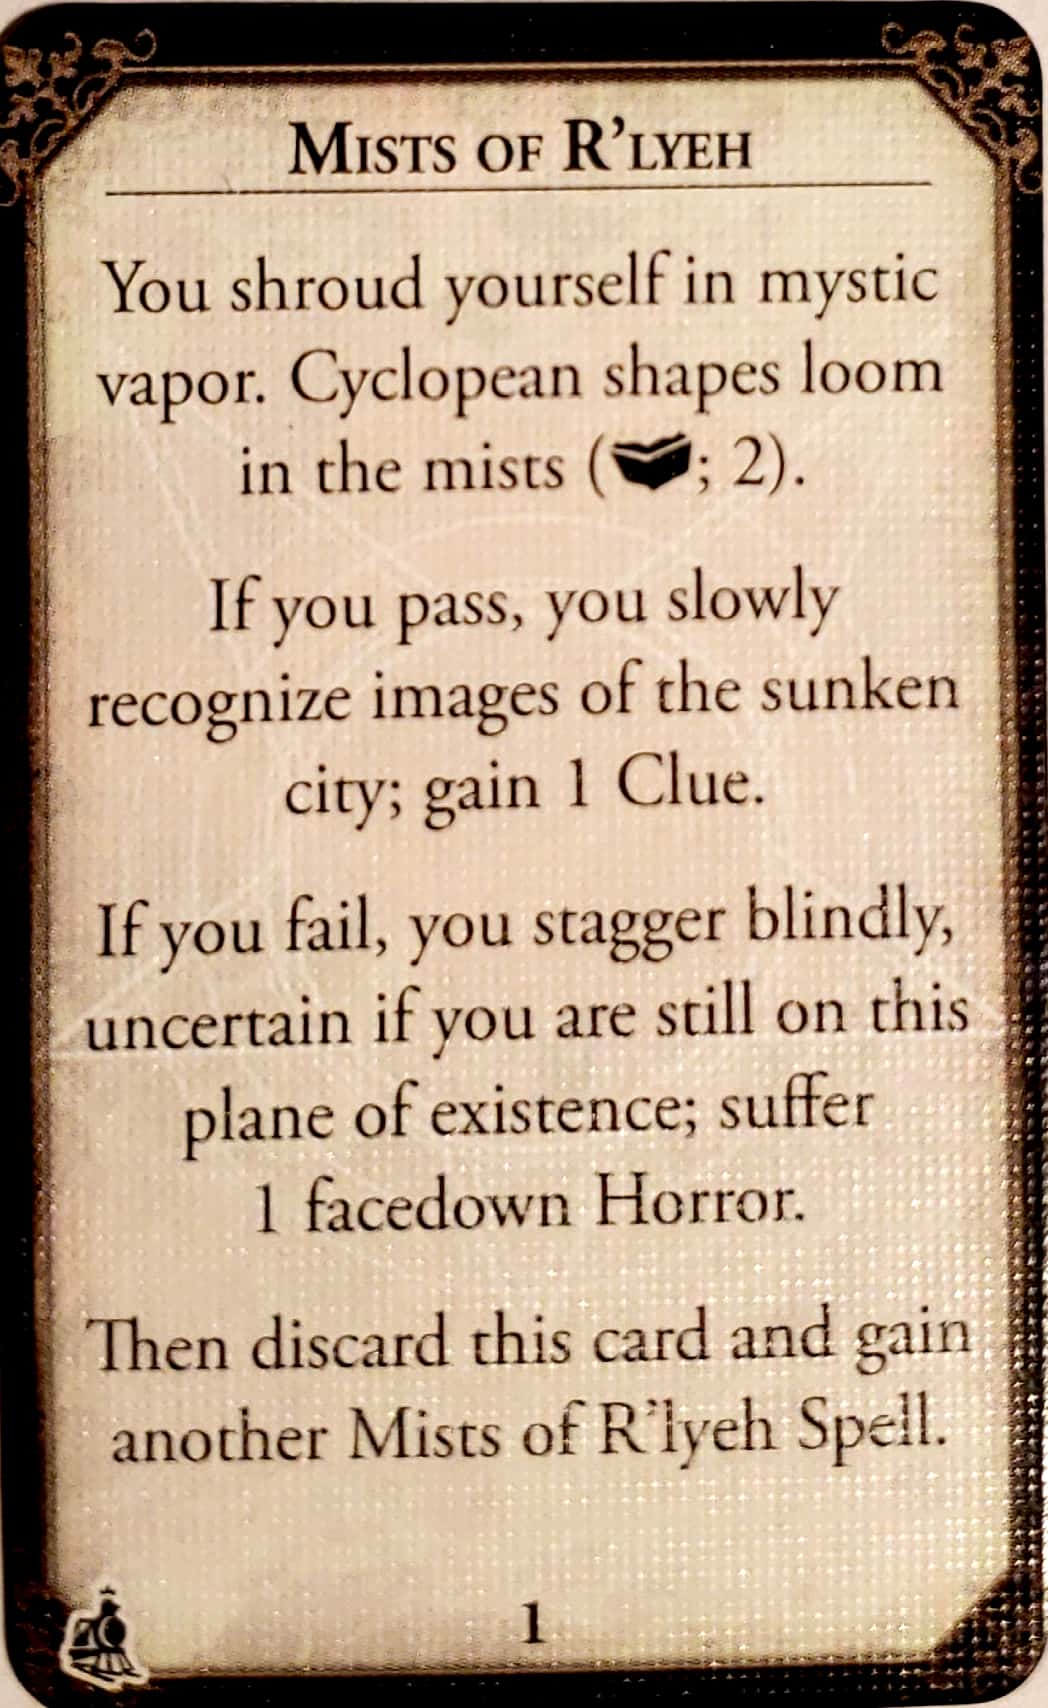 Mists of R’lyeh
You shroud yourself in mystic
vapor. Cyclopean shapes loom
in the mists (; 2).
If you pass, you slowly
recognize images of the sunken
city; gain 1 Clue.
If you fail, you stagger blindly,
uncertain if you are still on this
plane of existence; suffer
1 facedown Horror.
Then discard this card and gain
another Mists of R’lyeh Spell.
1